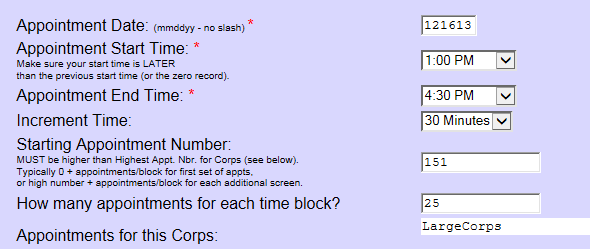 Appointment Date: (mmddyy - no slash) * 121613
Appointment Start Time: * 1:00 PM
Make sure your start time is LATER
than the previous start time (or the zero record).
Appointment End Time: * 4:30 PM
Increment Time: 30 Minutes
Starting Appointment Number:
MUST be higher than Highest Appt. Nbr. for Corps (see below). 151
Typically 0 + appointments/block for first set of appts,
or high number + appointments/block for each additional screen.
How many appointments for each time block? 25
Appointments for this Corps: LargeCorps